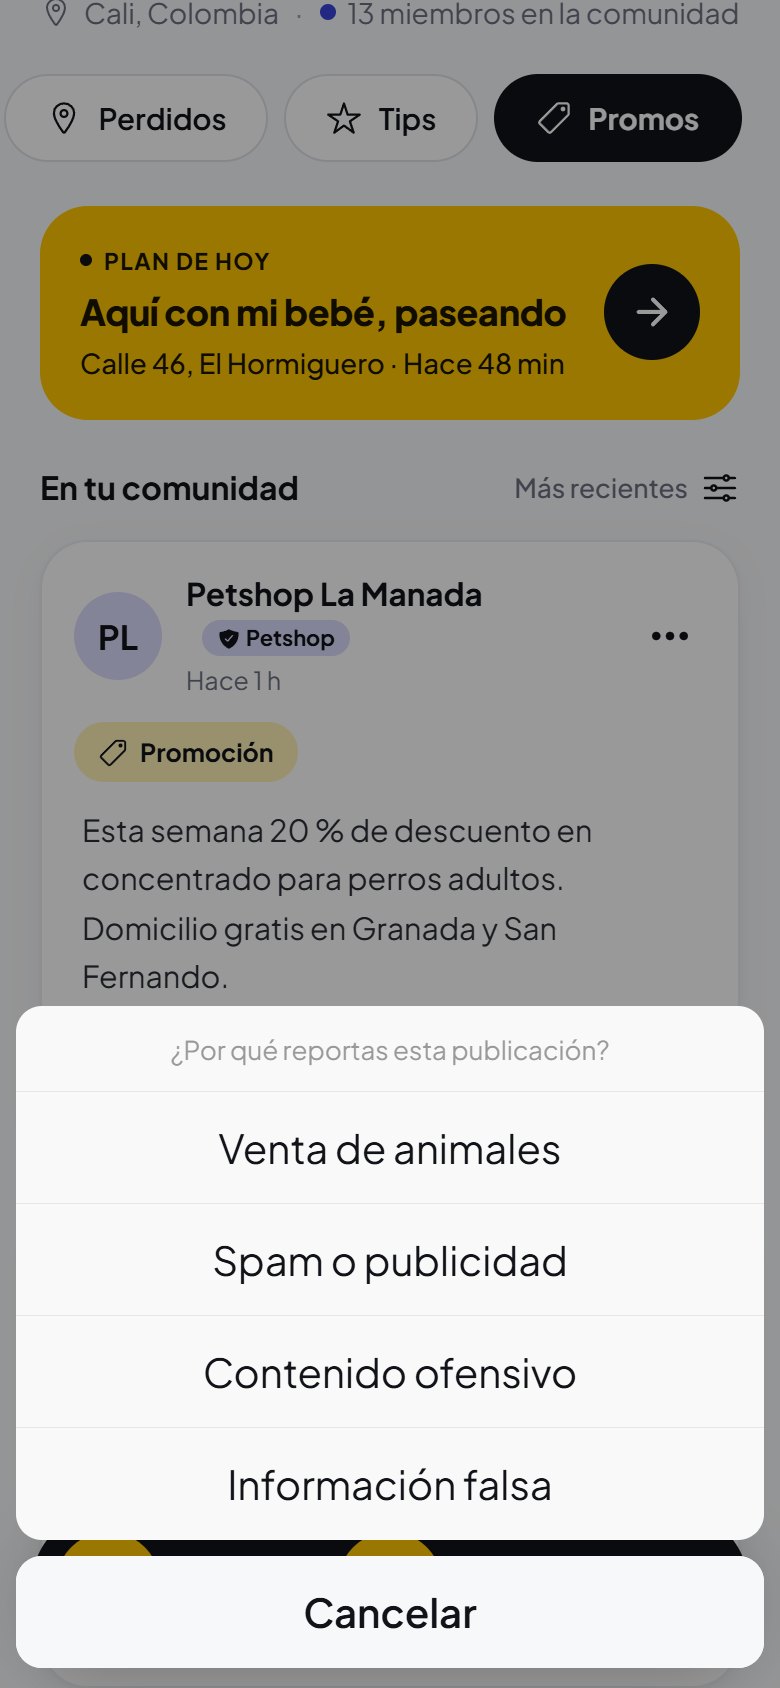 Cali, Colombia · 13 miembros en la comunidad
Perdidos
Tips
Promos
PLAN DE HOY
Aquí con mi bebé, paseando
Calle 46, El Hormiguero · Hace 48 min
En tu comunidad
Más recientes
PL
Petshop La Manada
Petshop
Hace 1 h
Promoción
Esta semana 20 % de descuento en
concentrado para perros adultos.
Domicilio gratis en Granada y San
Fernando.
¿Por qué reportas esta publicación?
Venta de animales
Spam o publicidad
Contenido ofensivo
Información falsa
Cancelar